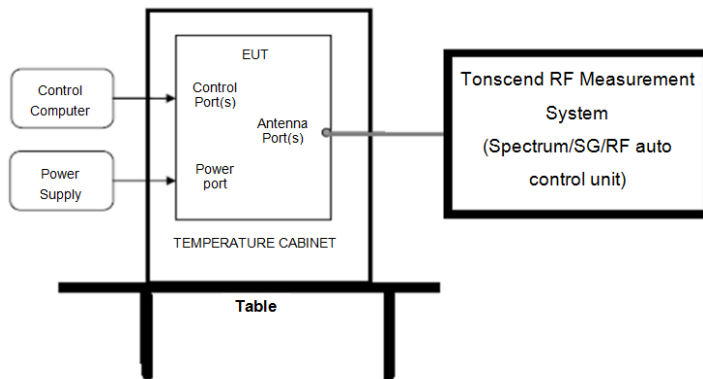 EUT
Control
Computer
Control
Port(s)
Antenna
Port(s)
Power
Supply
Power
port
TEMPERATURE CABINET
Table
Tonscend RF Measurement
System
(Spectrum/SG/RF auto
control unit)